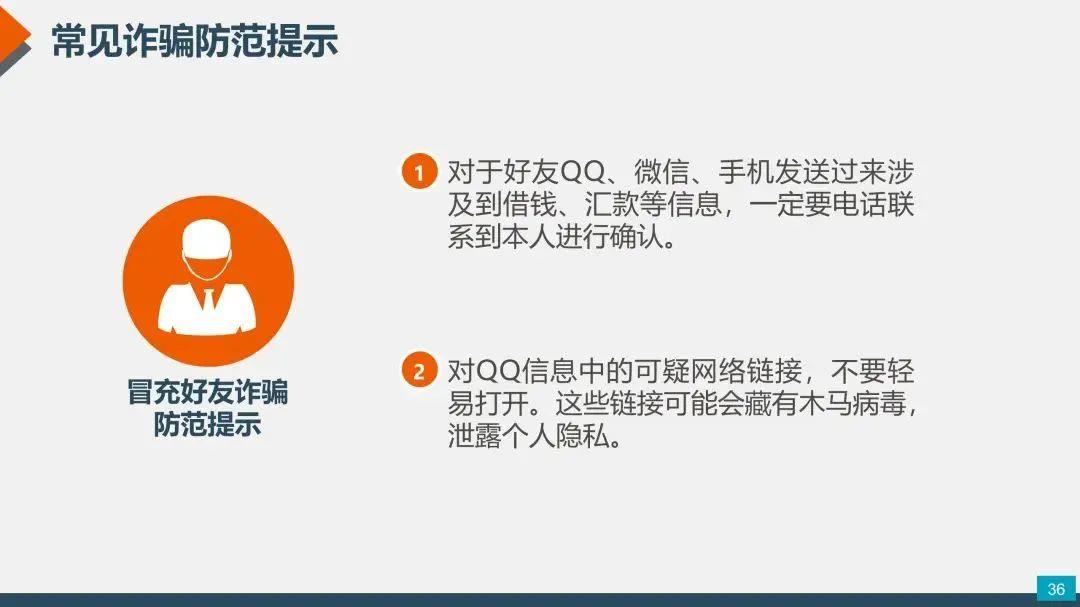 常见诈骗防范提示
1
对于好友QQ、微信、手机发送过来涉
及到借钱、汇款等信息，一定要电话联
系到本人进行确认。
冒充好友诈骗
防范提示
2
对QQ信息中的可疑网络链接，不要轻
易打开。这些链接可能会藏有木马病毒，
泄露个人隐私。
36